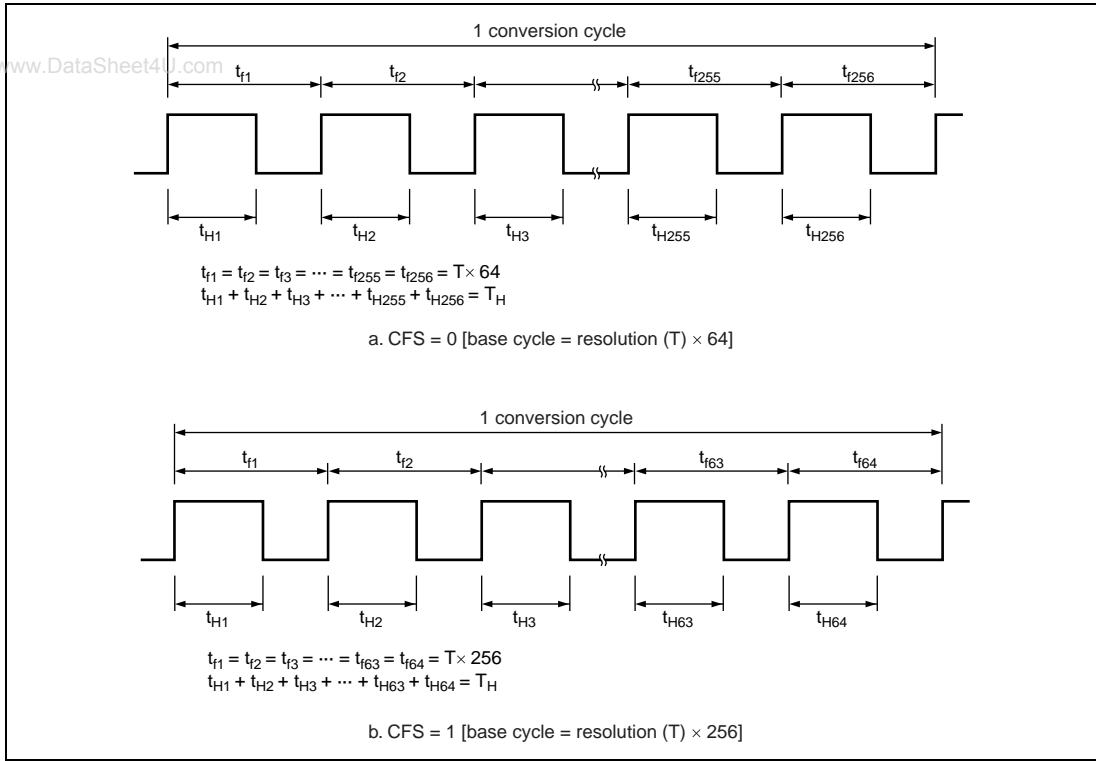 1 conversion cycle
www.DataSheet4U.com
tf1 tf2 tf255 tf256
tH1 tH2 tH3 tH255 tH256
tf1 = tf2 = tf3 = ··· = tf255 = tf256 = T × 64
tH1 + tH2 + tH3 + ··· + tH255 + tH256 = TH
a. CFS = 0 [base cycle = resolution (T) × 64]
1 conversion cycle
tf1 tf2 tf63 tf64
tH1 tH2 tH3 tH63 tH64
tf1 = tf2 = tf3 = ··· = tf63 = tf64 = T × 256
tH1 + tH2 + tH3 + ··· + tH63 + tH64 = TH
b. CFS = 1 [base cycle = resolution (T) × 256]